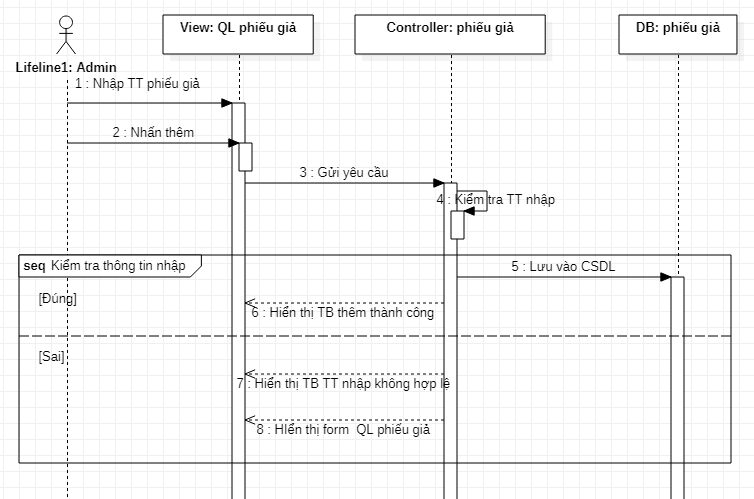 View: QL phiếu giả
Controller: phiếu giả
DB: phiếu giả
Lifeline1: Admin
1 : Nhập TT phiếu giả
2 : Nhấn thêm
3 : Gửi yêu cầu
4 : Kiểm tra TT nhập
seq Kiểm tra thông tin nhập
5 : Lưu vào CSDL
[Đúng]
6 : Hiển thị TB thêm thành công
[Sai]
7 : Hiển thị TB TT nhập không hợp lê
8 : HIển thị form QL phiếu giả